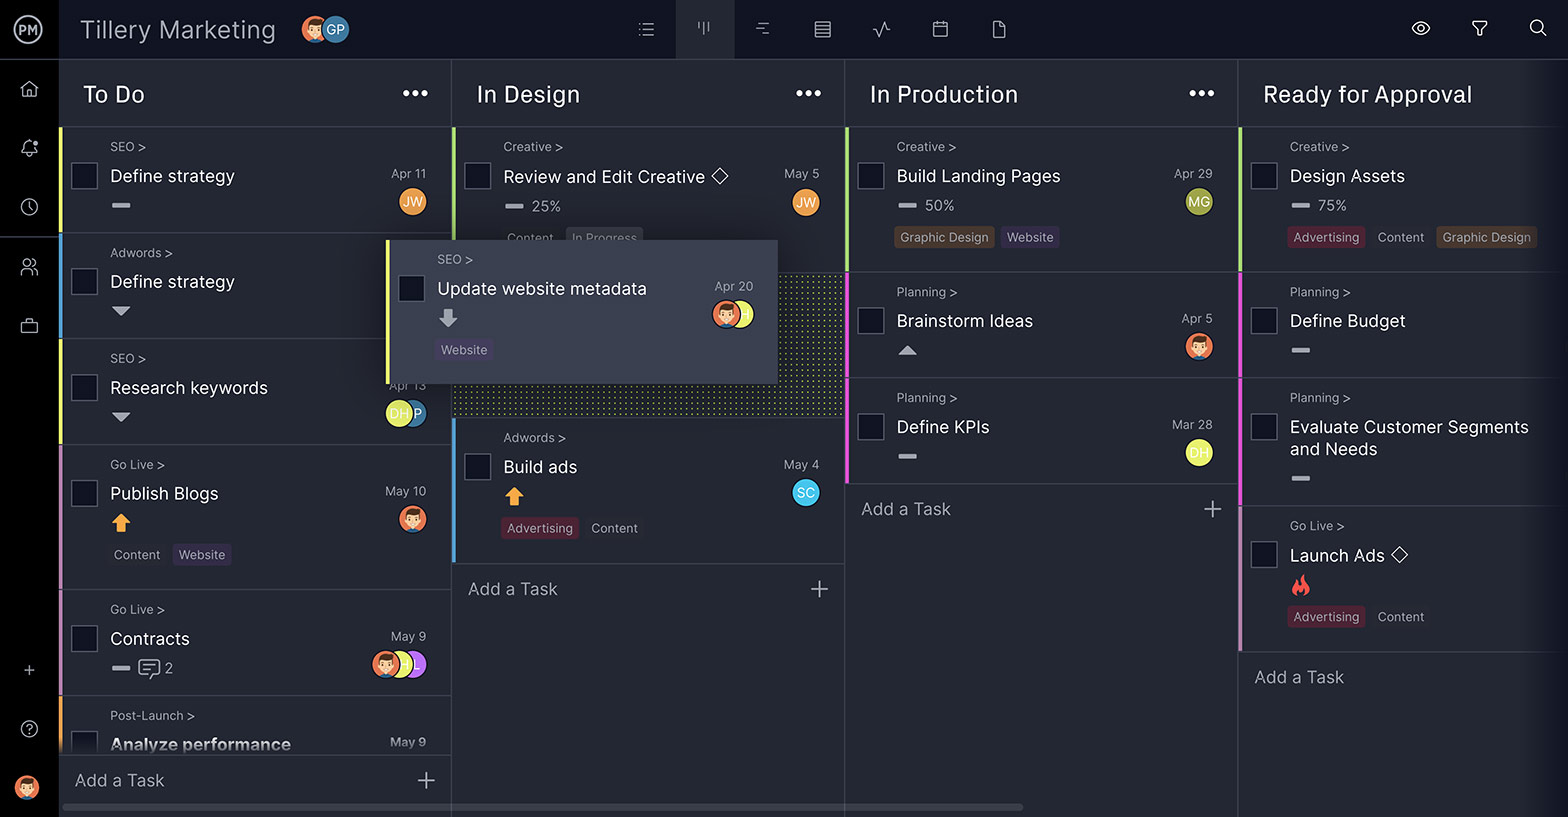 PM
Tillery Marketing
GP
To Do
SEO >
Define strategy
Apr 11
JW
Adwords >
Define strategy
SEO >
Research keywords
Apr 13
DH P
Go Live >
Publish Blogs
May 10
Content Website
Go Live >
Contracts
May 9
2
L
Post-Launch >
Analyze performance
May 9
Add a Task
In Design
Creative >
Review and Edit Creative
May 5
25%
JW
Content In Progress
SEO >
Update website metadata
Apr 20
H
Website
Adwords >
Build ads
May 4
SC
Advertising Content
Add a Task
In Production
Creative >
Build Landing Pages
Apr 29
50%
MG
Graphic Design Website
Planning >
Brainstorm Ideas
Apr 5
Planning >
Define KPIs
Mar 28
DH
Add a Task
Ready for Approval
Creative >
Design Assets
75%
Advertising Content Graphic Design
Planning >
Define Budget
Planning >
Evaluate Customer Segments
and Needs
Go Live >
Launch Ads
Advertising Content
Add a Task